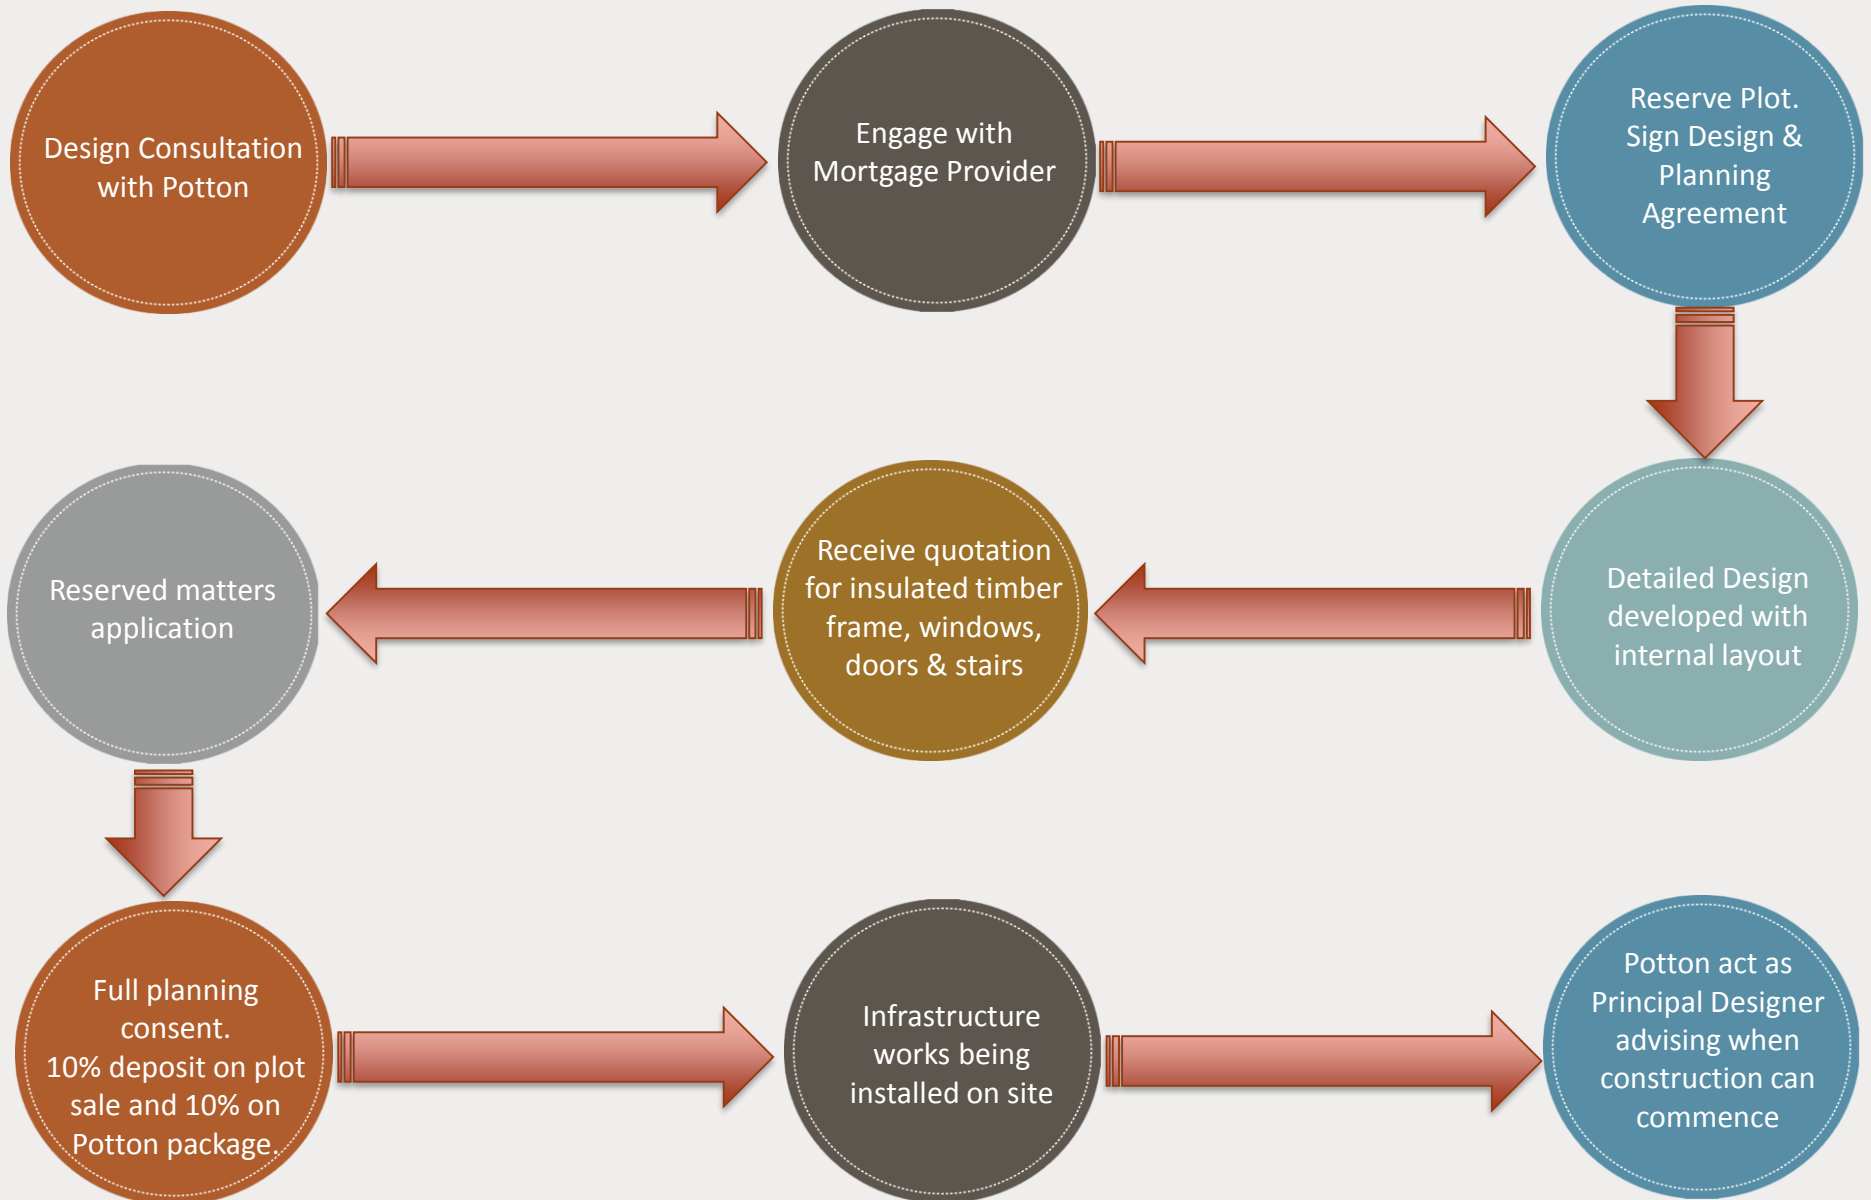 Design Consultation
with Potton
Engage with
Mortgage Provider
Reserve Plot.
Sign Design &
Planning
Agreement
Detailed Design
developed with
internal layout
Receive quotation
for insulated timber
frame, windows,
doors & stairs
Reserved matters
application
Full planning
consent.
10% deposit on plot
sale and 10% on
Potton package.
Infrastructure
works being
installed on site
Potton act as
Principal Designer
advising when
construction can
commence